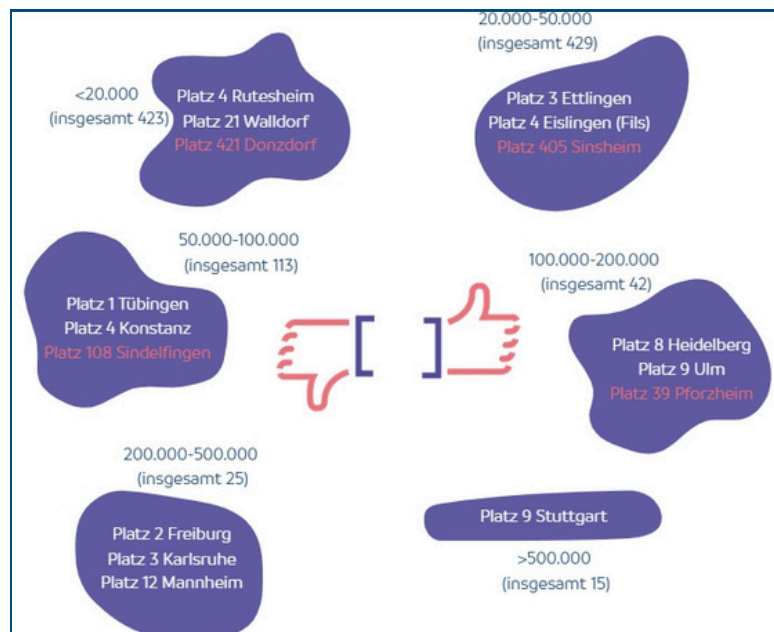 <20.000
(insgesamt 423)
Platz 4 Rutesheim
Platz 21 Walldorf
Platz 421 Donzdorf
20.000-50.000
(insgesamt 429)
Platz 3 Ettlingen
Platz 4 Eislingen (Fils)
Platz 405 Sinsheim
50.000-100.000
(insgesamt 113)
Platz 1 Tübingen
Platz 4 Konstanz
Platz 108 Sindelfingen
100.000-200.000
(insgesamt 42)
Platz 8 Heidelberg
Platz 9 Ulm
Platz 39 Pforzheim
200.000-500.000
(insgesamt 25)
Platz 2 Freiburg
Platz 3 Karlsruhe
Platz 12 Mannheim
Platz 9 Stuttgart
>500.000
(insgesamt 15)